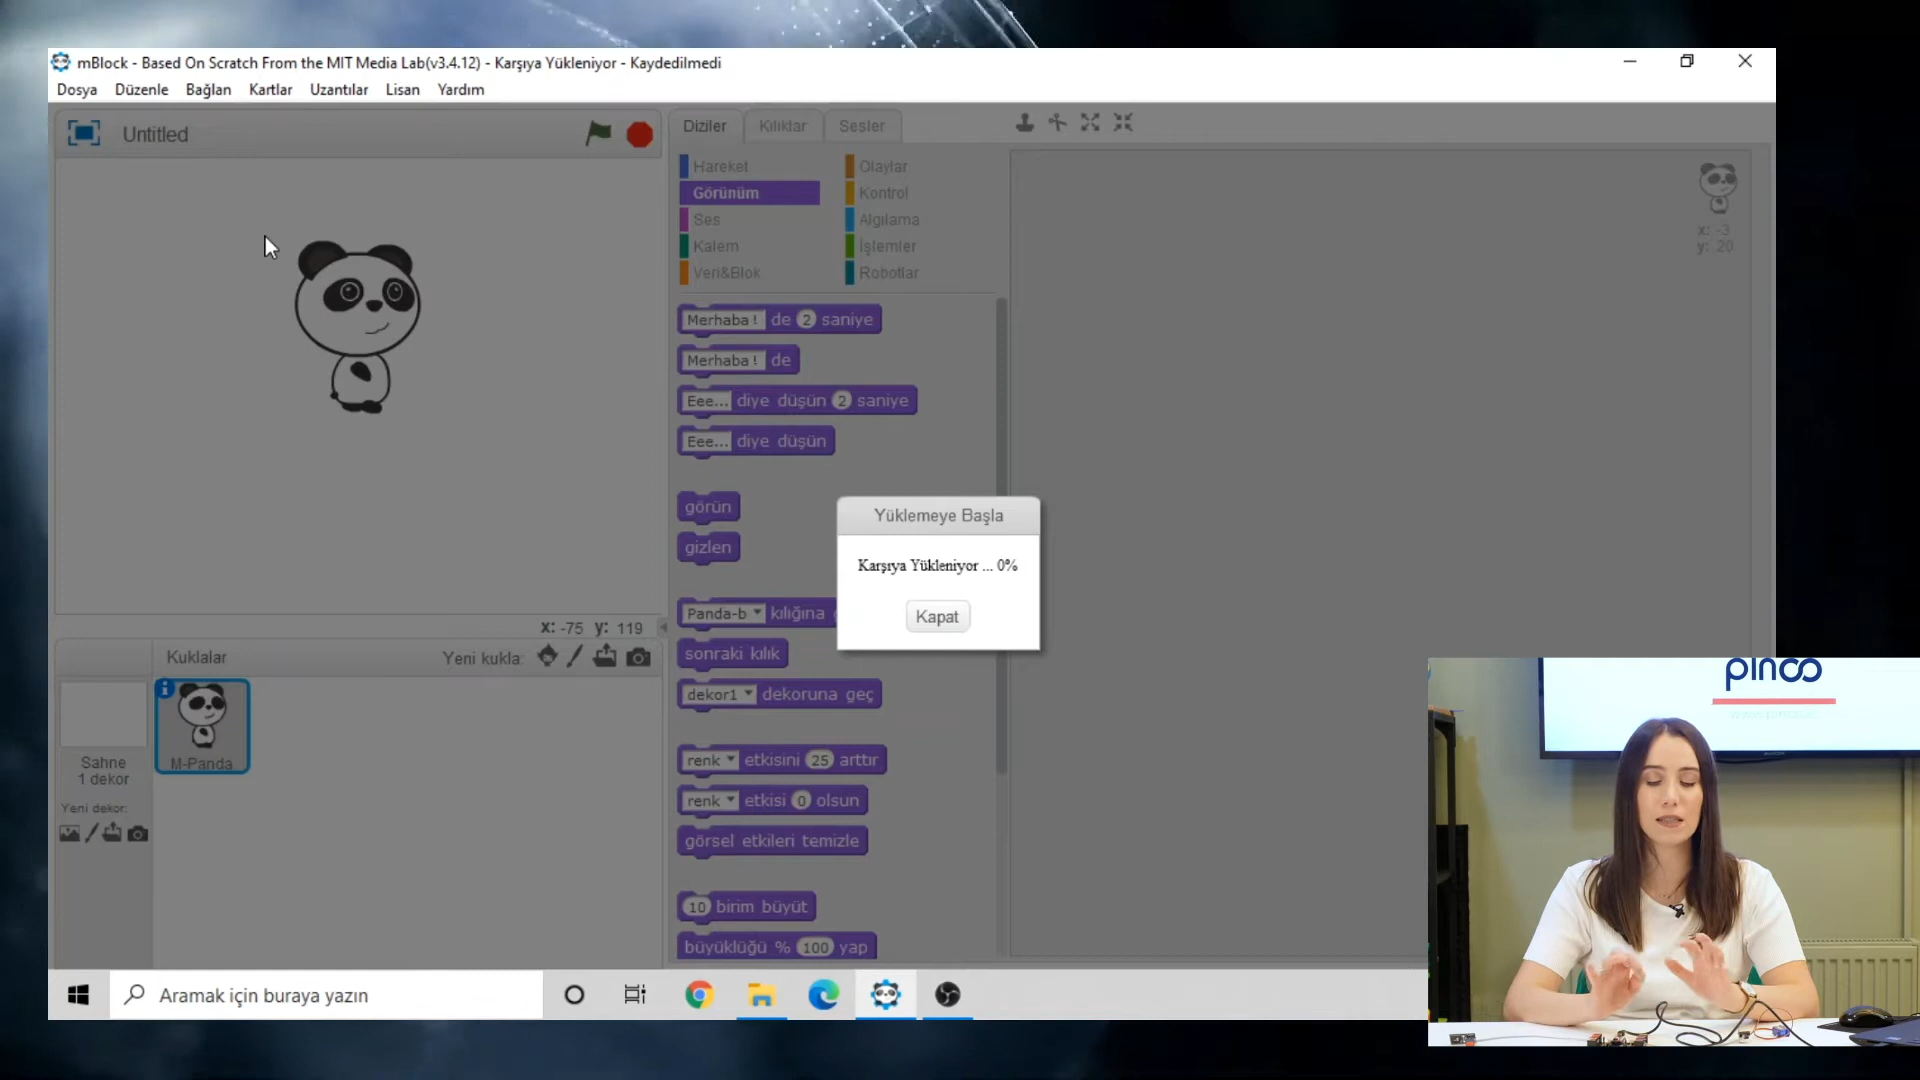 mBlock - Based On Scratch From the MIT Media Lab(v3.4.12) - Karşıya Yükleniyor - Kaydedilmedi
Dosya Düzenle Bağlan Kartlar Uzantılar Lisan Yardım
Untitled
Diziler Kılıklar Sesler
Hareket Olaylar
Görünüm Kontrol
Ses Algılama
Kalem İşlemler
Veri&Blok Robotlar
x: -3
y: 20
Merhaba! de 2 saniye
Merhaba! de
Eee... diye düşün 2 saniye
Eee... diye düşün
görün
gizlen
Yüklemeye Başla
Karşıya Yükleniyor ... 0%
Kapat
Panda-b kılığına
sonraki kılık
dekor1 dekoruna geç
renk etkisini 25 arttır
renk etkisi 0 olsun
görsel etkileri temizle
10 birim büyüt
büyüklüğü % 100 yap
x: -75 y: 119
Kuklalar Yeni kukla:
M-Panda
Sahne
1 dekor
Yeni dekor:
Aramak için buraya yazın
pinoo